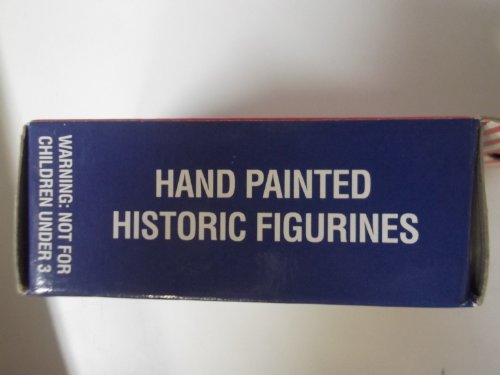 HAND PAINTED
HISTORIC FIGURINES
WARNING: NOT FOR
CHILDREN UNDER 3